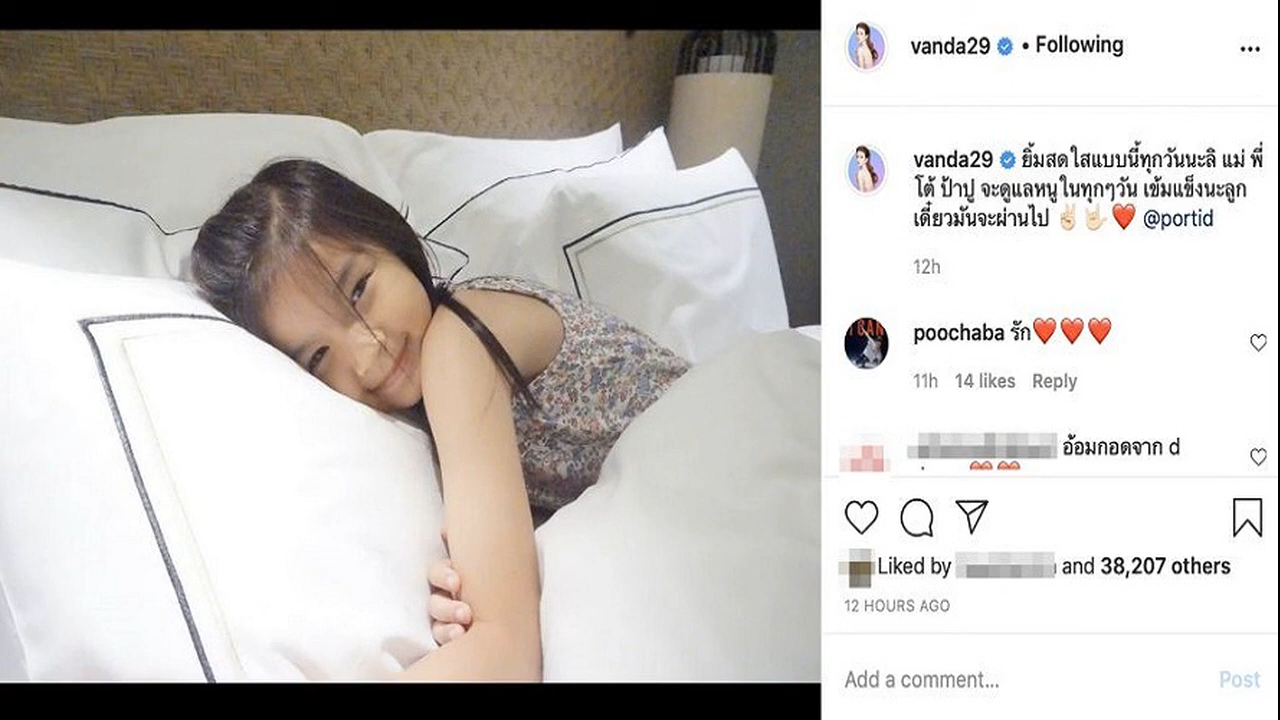 vanda29 • Following
vanda29 ยิ้มสดใสแบบนี้ทุกวันนะลิ แม่ พี่
โต้ ป้าปู จะดูแลหนูในทุกๆวัน เข้มแข็งนะลูก
เดี๋ยวมันจะผ่านไป ✌🏻🤟🏻❤️ @portid
12h
poochaba รัก❤️❤️❤️
11h 14 likes Reply
อ้อมกอดจาก d
Liked by and 38,207 others
12 HOURS AGO
Add a comment... Post